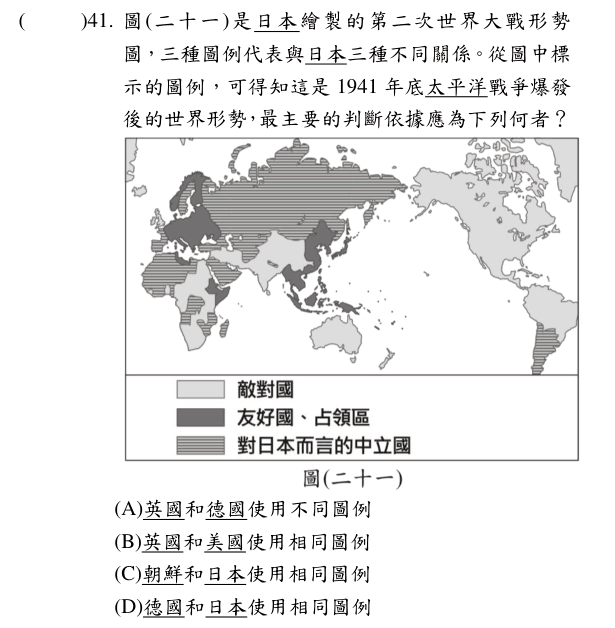 (　　)41. 圖(二十一)是日本繪製的第二次世界大戰形勢
圖，三種圖例代表與日本三種不同關係。從圖中標
示的圖例，可得知這是 1941 年底太平洋戰爭爆發
後的世界形勢，最主要的判斷依據應為下列何者？
敵對國
友好國、占領區
對日本而言的中立國
圖(二十一)
(A)英國和德國使用不同圖例
(B)英國和美國使用相同圖例
(C)朝鮮和日本使用相同圖例
(D)德國和日本使用相同圖例